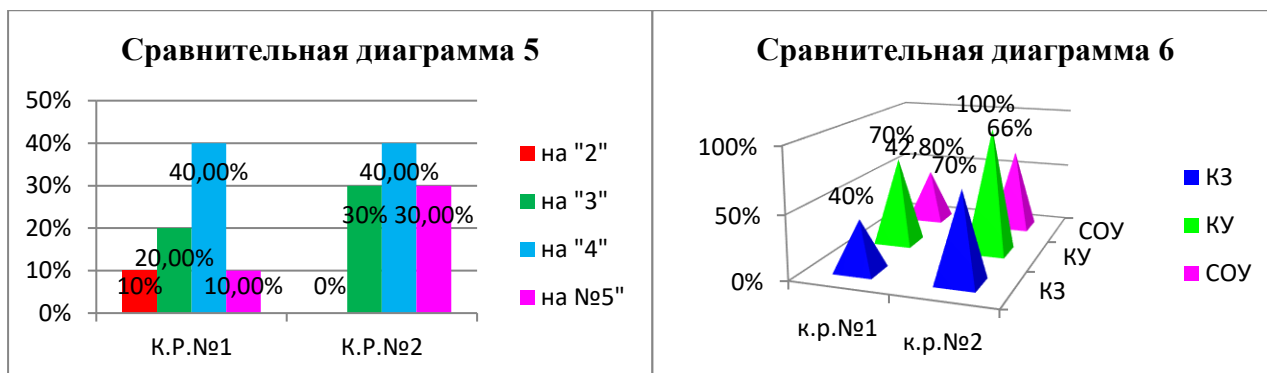 Сравнительная диаграмма 5
50%
40%
30%
20%
10%
0%
10%
20,00%
40,00%
10,00%
0%
30%
40,00%
30,00%
К.Р.№1
К.Р.№2
на "2"
на "3"
на "4"
на №5"
Сравнительная диаграмма 6
100%
50%
0%
40%
70%
42,80%
70%
100%
66%
к.р.№1
к.р.№2
КЗ
КУ
СОУ
КЗ
КУ
СОУ